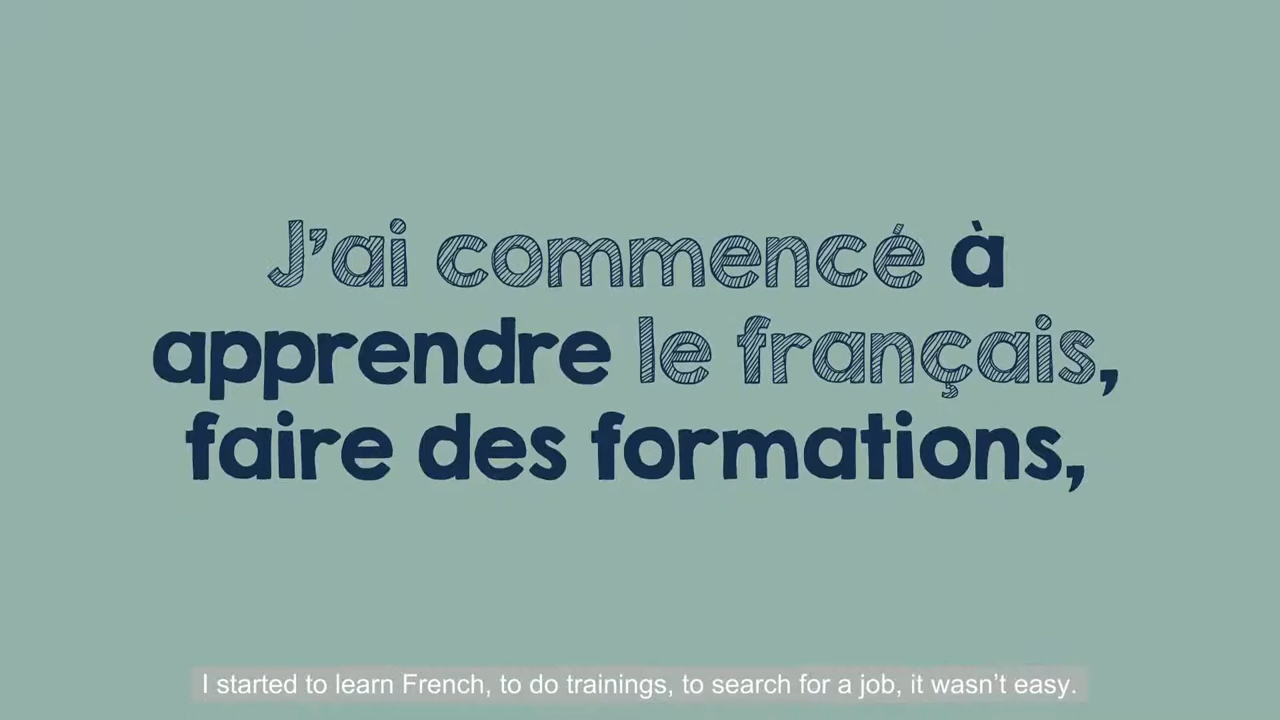 J’ai commencé à
apprendre le français,
faire des formations,
I started to learn French, to do trainings, to search for a job, it wasn’t easy.